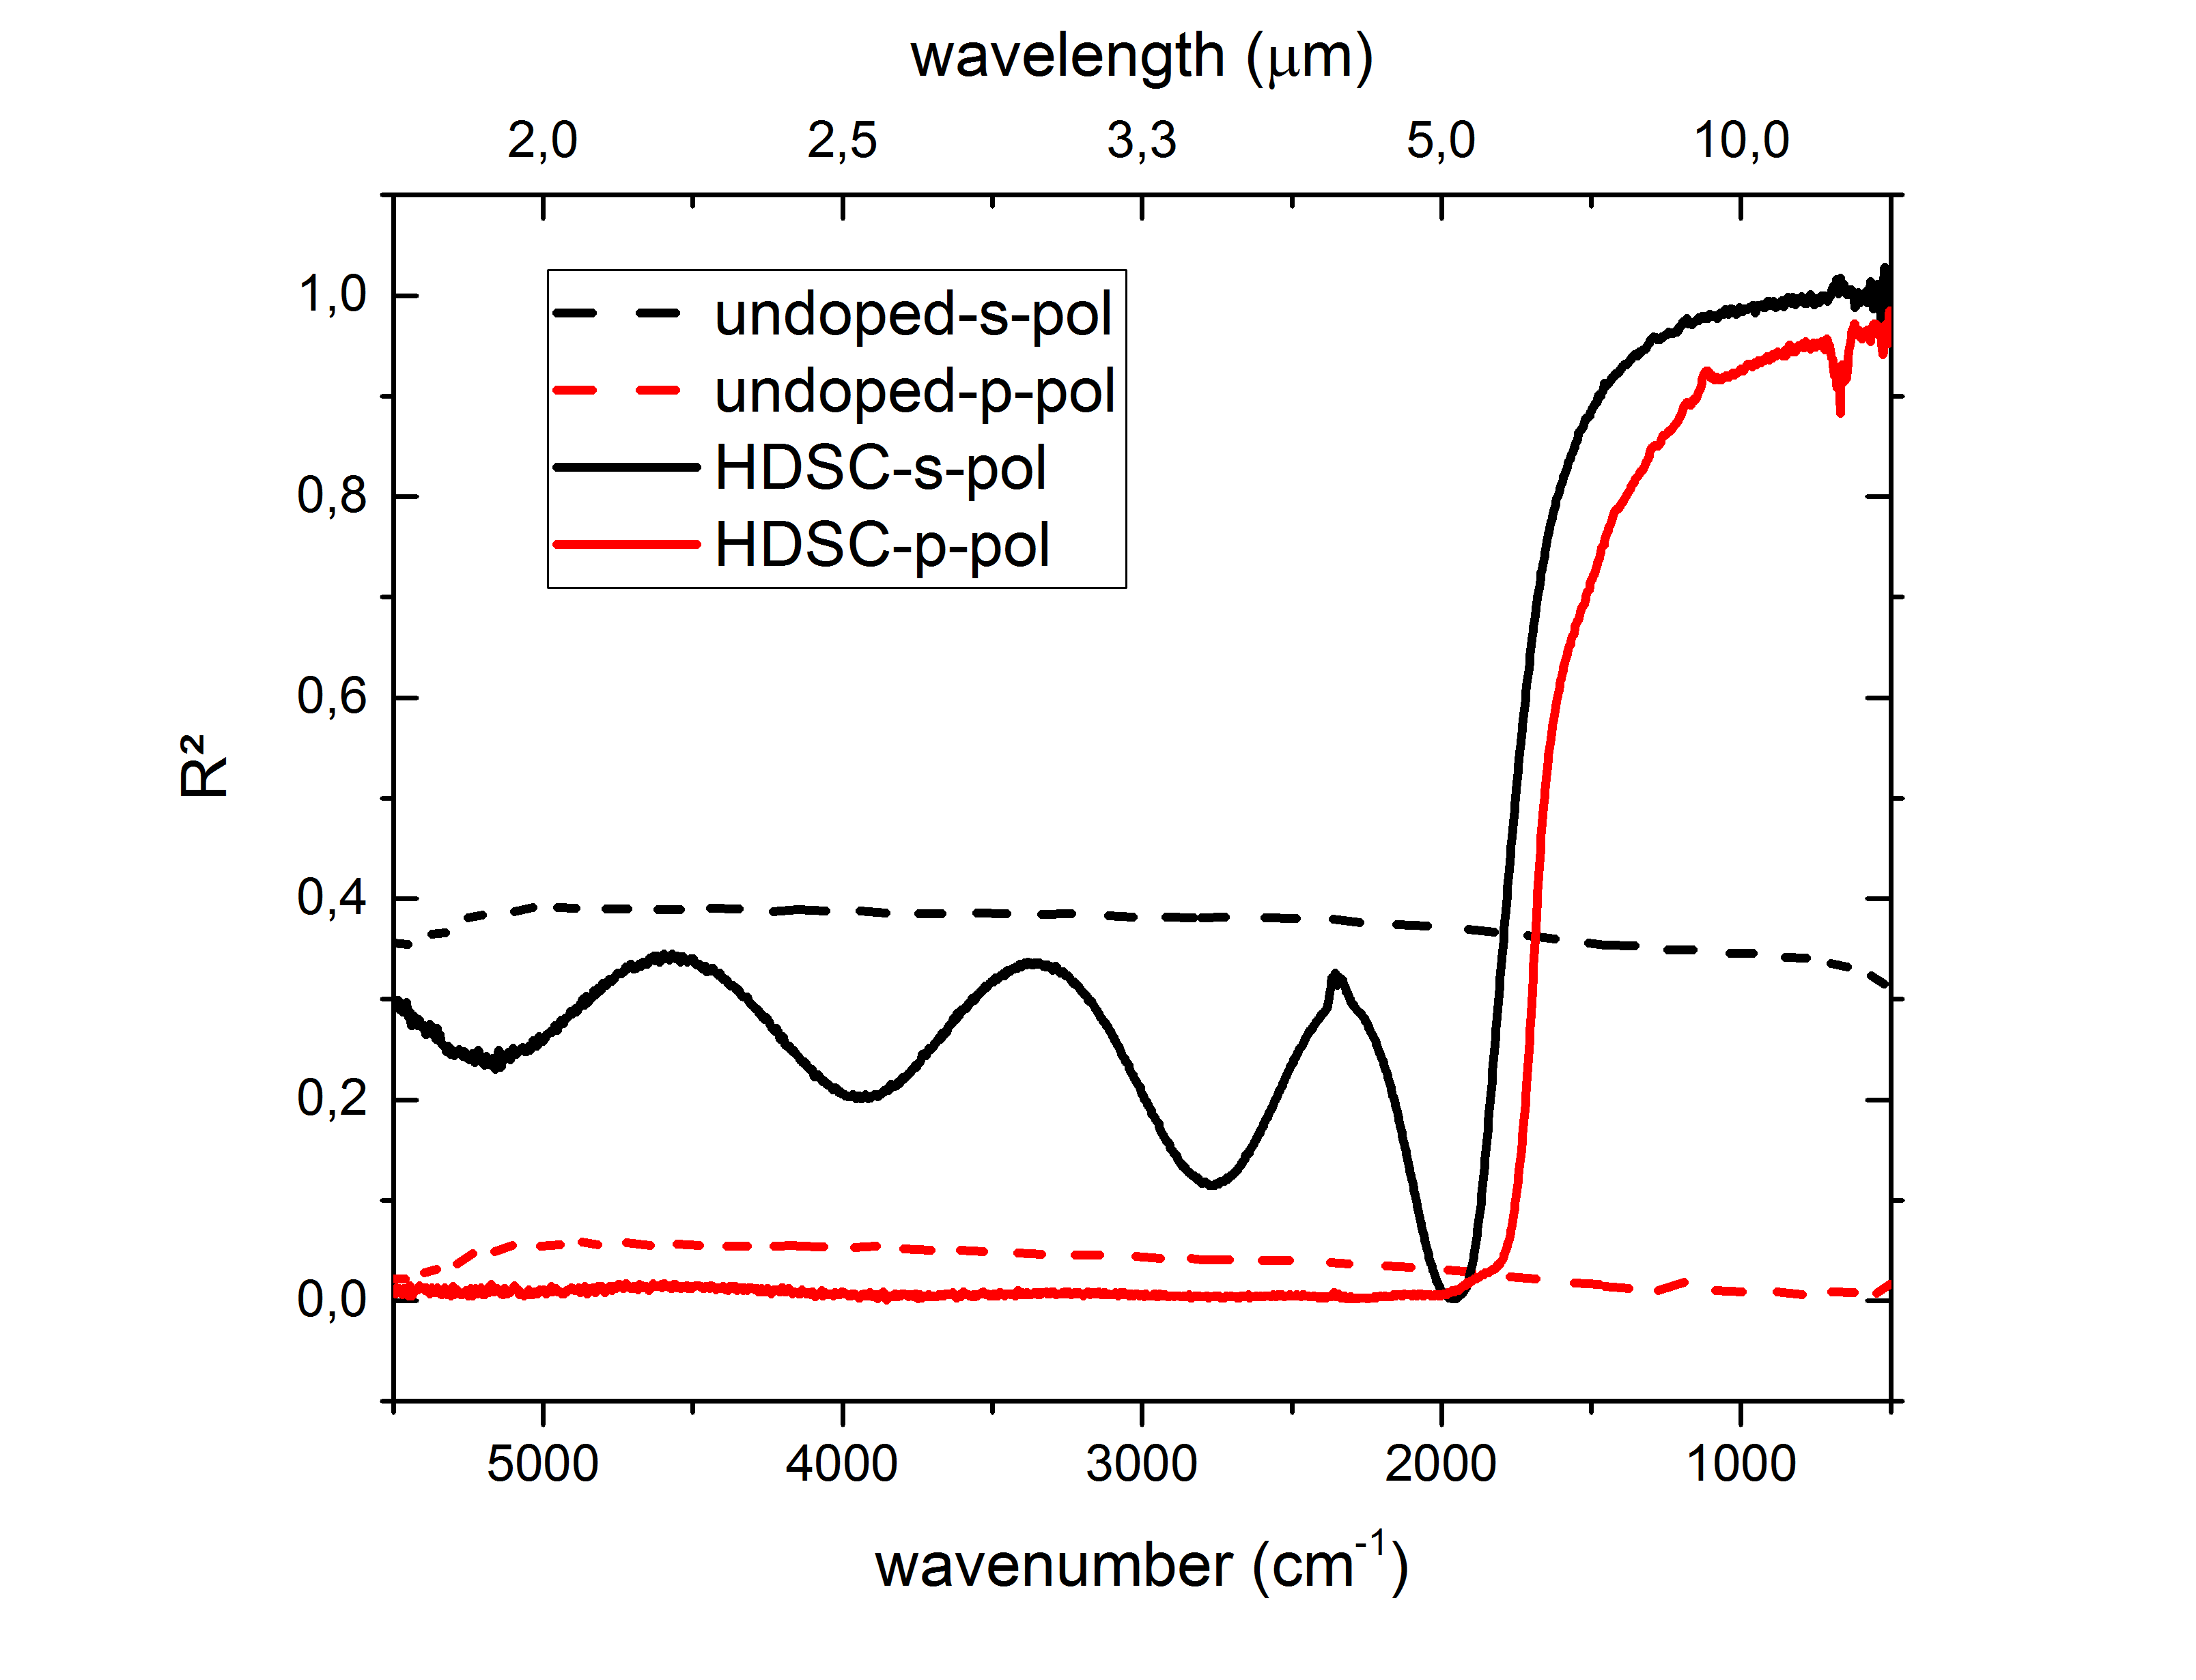 wavelength (μm)
2,0 2,5 3,3 5,0 10,0
1,0
0,8
0,6
0,4
0,2
0,0
R²
undoped-s-pol
undoped-p-pol
HDSC-s-pol
HDSC-p-pol
5000 4000 3000 2000 1000
wavenumber (cm⁻¹)